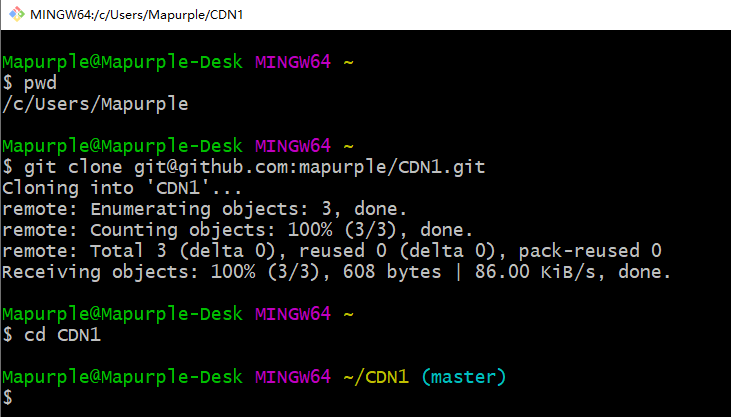 MINGW64:/c/Users/Mapurple/CDN1
Mapurple@Mapurple-Desk MINGW64 ~
$ pwd
/c/Users/Mapurple
Mapurple@Mapurple-Desk MINGW64 ~
$ git clone git@github.com:mapurple/CDN1.git
Cloning into 'CDN1'...
remote: Enumerating objects: 3, done.
remote: Counting objects: 100% (3/3), done.
remote: Total 3 (delta 0), reused 0 (delta 0), pack-reused 0
Receiving objects: 100% (3/3), 608 bytes | 86.00 KiB/s, done.
Mapurple@Mapurple-Desk MINGW64 ~
$ cd CDN1
Mapurple@Mapurple-Desk MINGW64 ~/CDN1 (master)
$